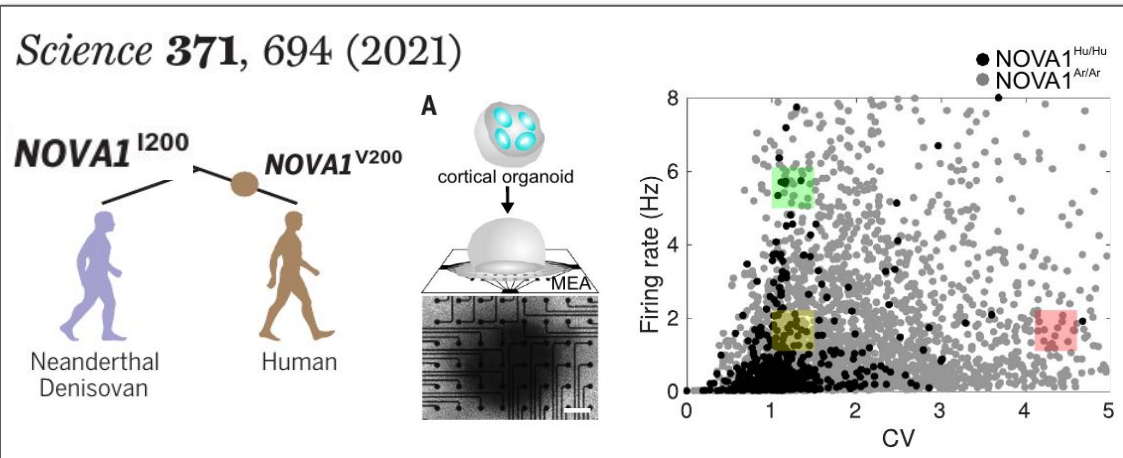 Science 371, 694 (2021)
NOVA1 I200
NOVA1 V200
Neanderthal
Denisovan
Human
A
cortical organoid
MEA
NOVA1 Hu/Hu
NOVA1 Ar/Ar
Firing rate (Hz)
8
6
4
2
0
0 1 2 3 4 5
CV